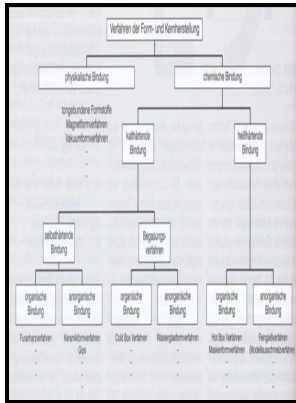 Verfahren der Form- und Kernherstellung
physikalische Bindung
chemische Bindung
tongebundene Formstoffe
Magnetformverfahren
Vakuumformverfahren
kalthärtende
Bindung
heißhärtende
Bindung
selbsthärtende
Bindung
Begasungs-
verfahren
organische
Bindung
anorganische
Bindung
organische
Bindung
anorganische
Bindung
organische
Bindung
anorganische
Bindung
Furanharzverfahren
Keramikformverfahren
Gips
Cold Box Verfahren
Wasserglasformverfahren
Hot Box Verfahren
Maskenformverfahren
Feingießverfahren
(Modellausschmelzverfahren)